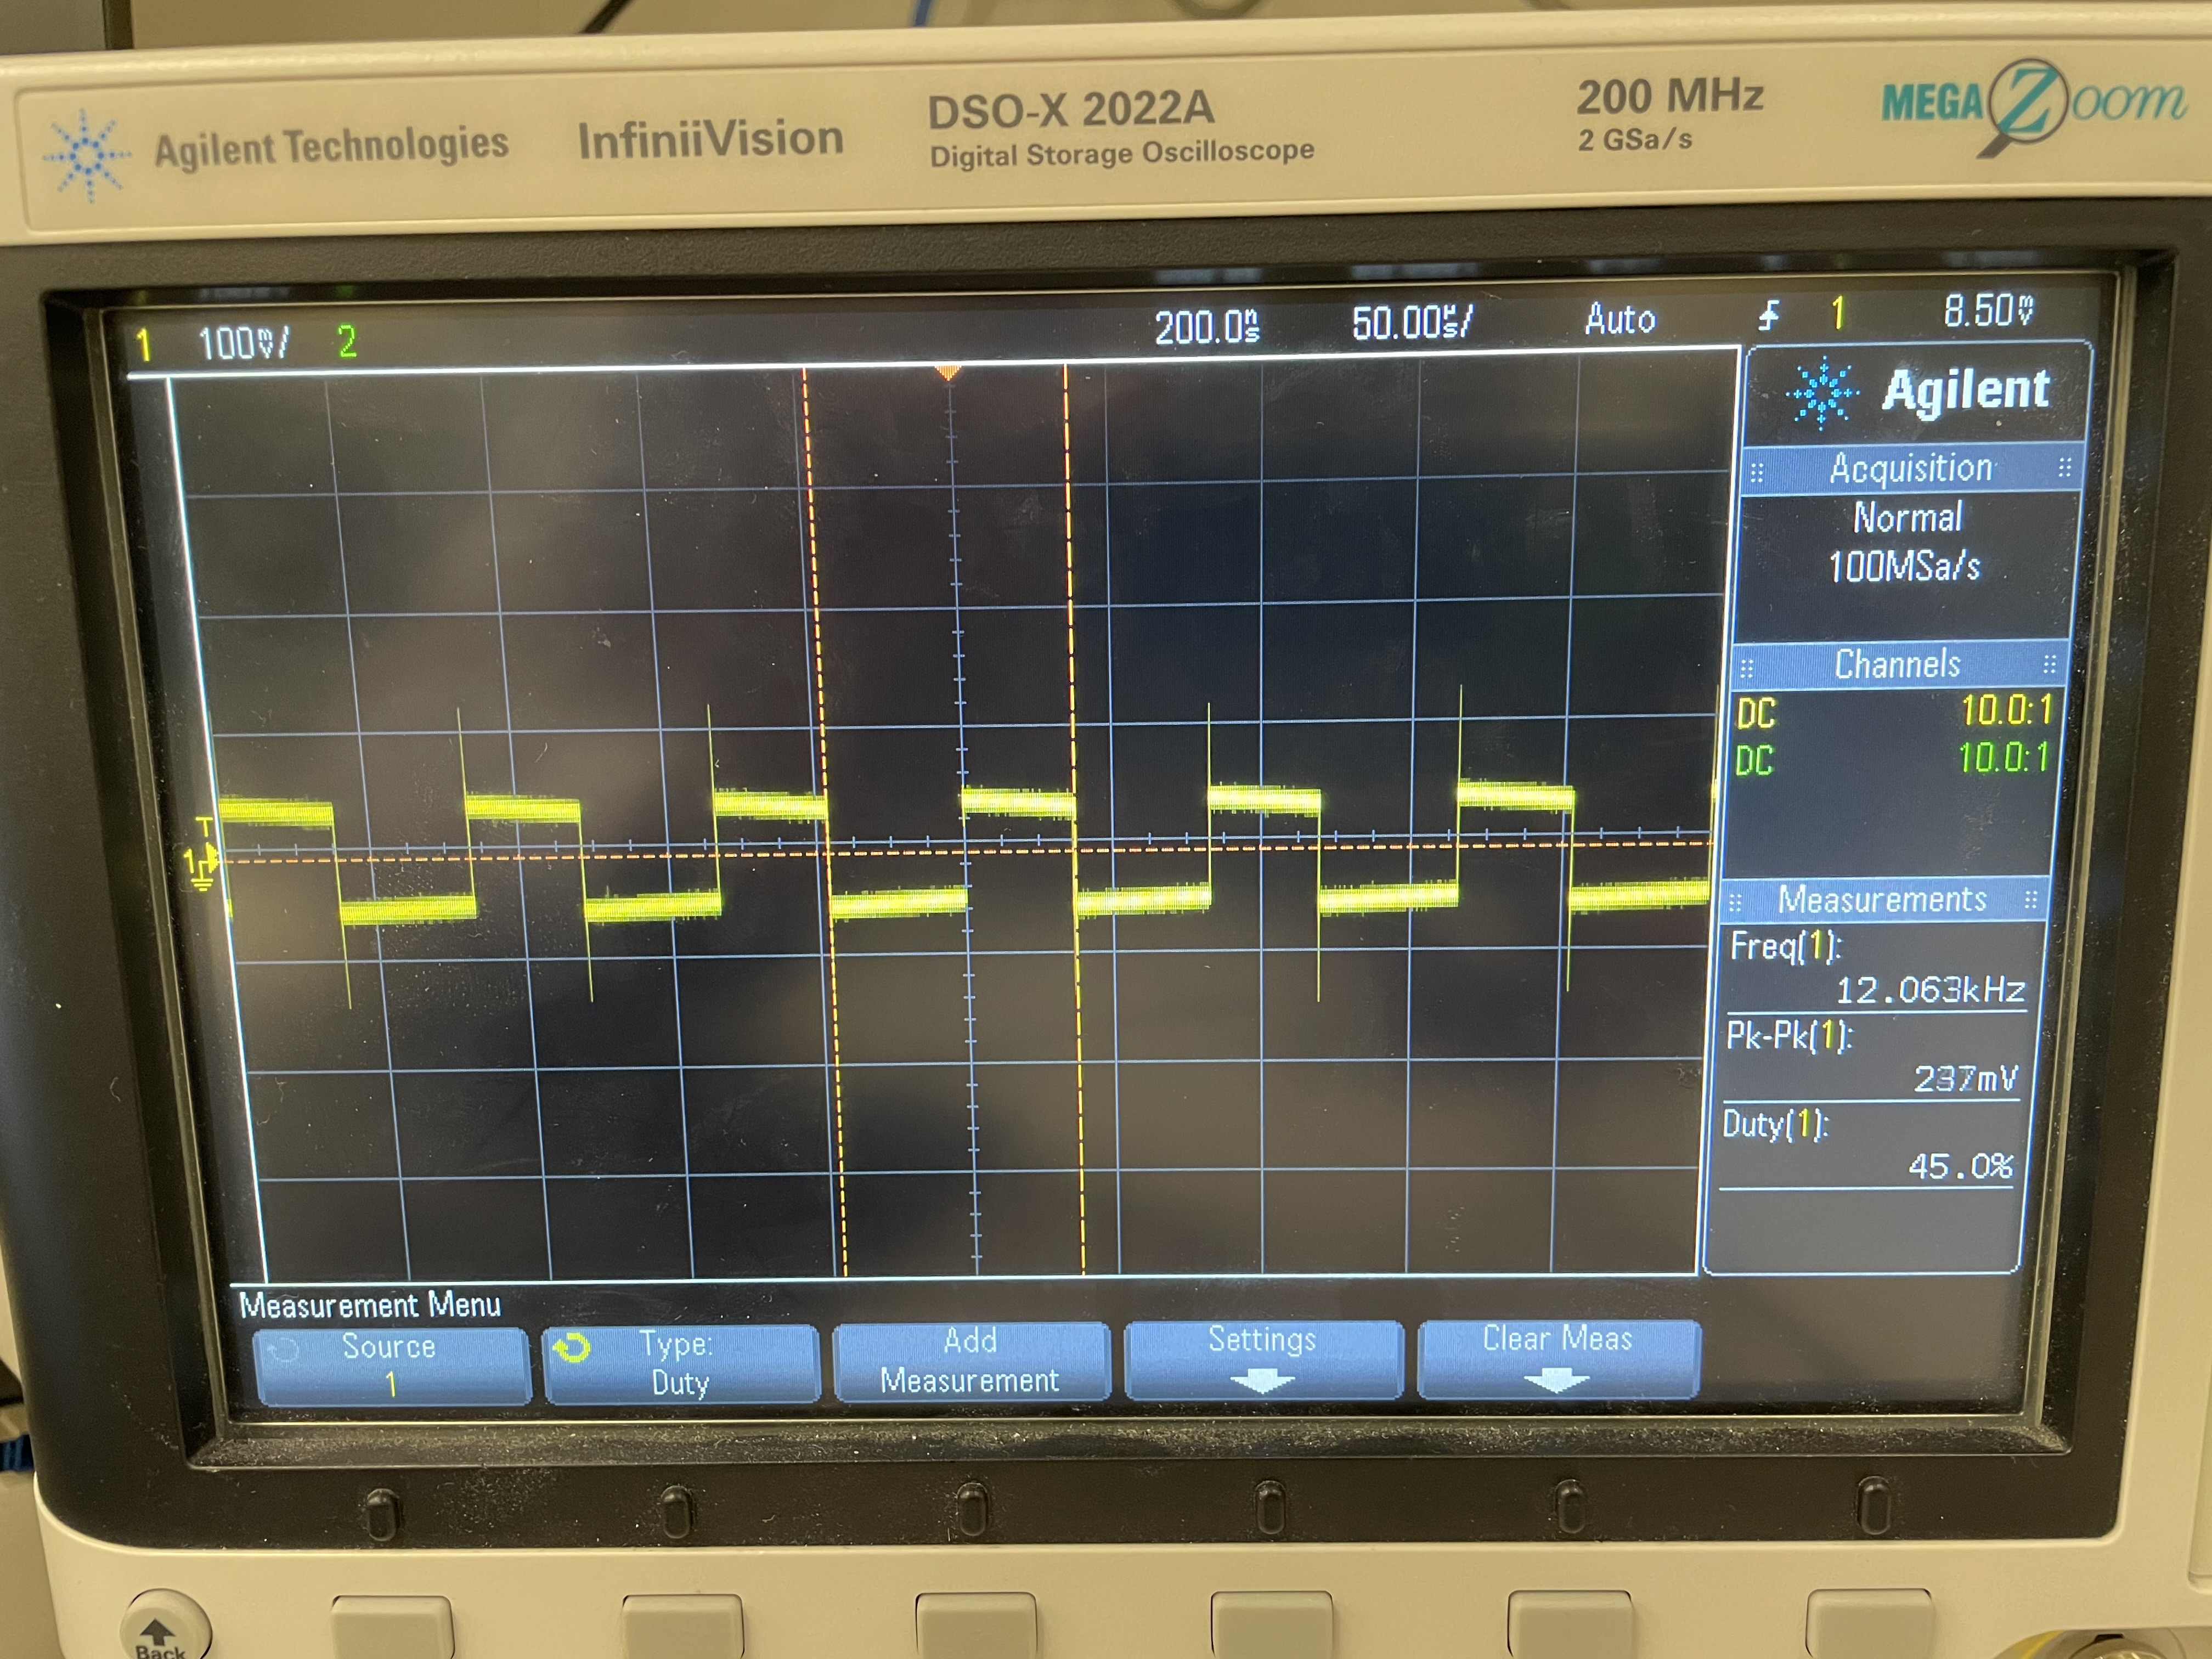 Agilent Technologies InfiniiVision DSO-X 2022A 200 MHz MEGA Zoom
Digital Storage Oscilloscope 2 GSa/s
1 100mV/ 2 200.0ns 50.00µs/ Auto 1 8.50mV
Agilent
Acquisition
Normal
100MSa/s
Channels
DC 10.0:1
DC 10.0:1
T
1
Measurements
Freq(1):
12.063kHz
Pk-Pk(1):
237mV
Duty(1):
45.0%
Measurement Menu
Source
1
Type:
Duty
Add
Measurement
Settings
Clear Meas
Back